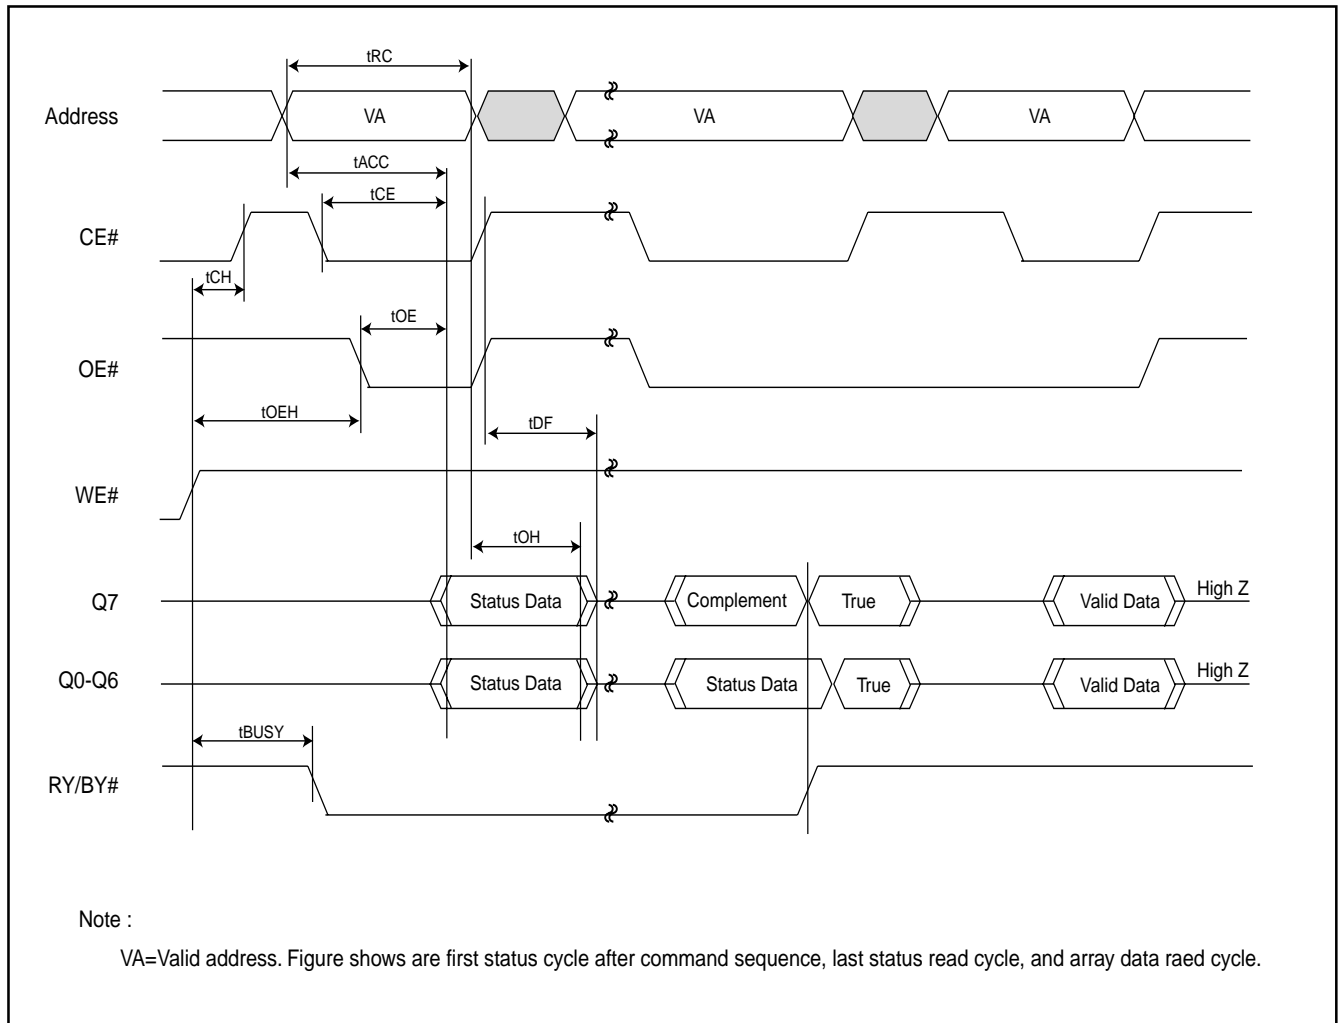 tRC
Address
VA
VA
VA
tACC
tCE
CE#
tCH
tOE
OE#
tOEH
tDF
WE#
tOH
Q7
Status Data
Complement
True
Valid Data
High Z
Q0-Q6
Status Data
Status Data
True
Valid Data
High Z
tBUSY
RY/BY#
Note :
VA=Valid address. Figure shows are first status cycle after command sequence, last status read cycle, and array data raed cycle.